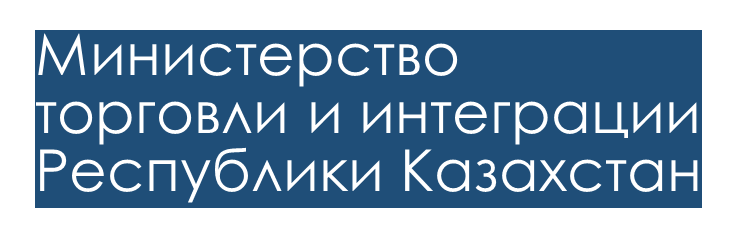 Министерство
торговли и интеграции
Республики Казахстан